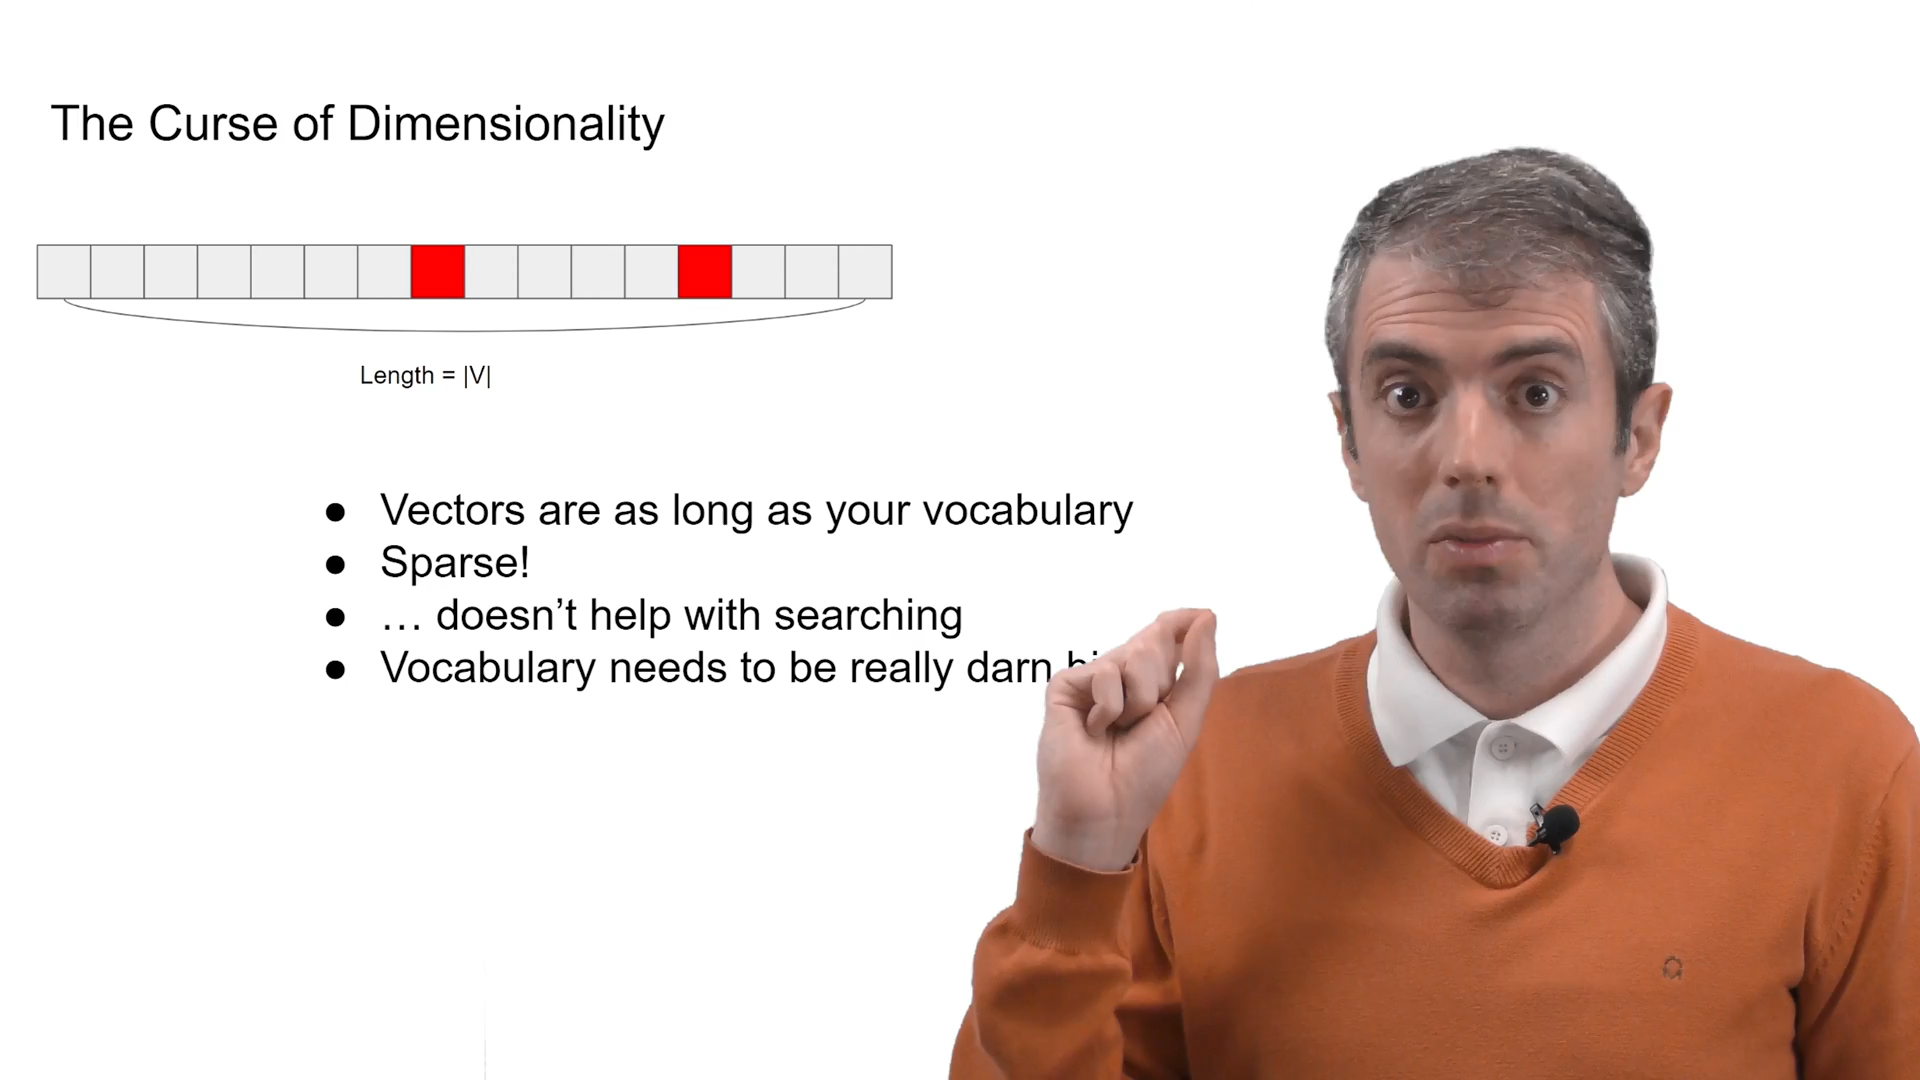 The Curse of Dimensionality
Length = |V|
● Vectors are as long as your vocabulary
● Sparse!
● … doesn’t help with searching
● Vocabulary needs to be really darn